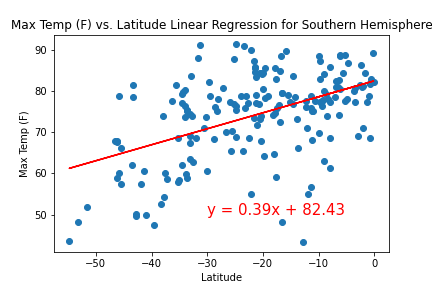 Max Temp (F) vs. Latitude Linear Regression for Southern Hemisphere
90
80
70
60
50
Max Temp (F)
y = 0.39x + 82.43
−50 −40 −30 −20 −10 0
Latitude